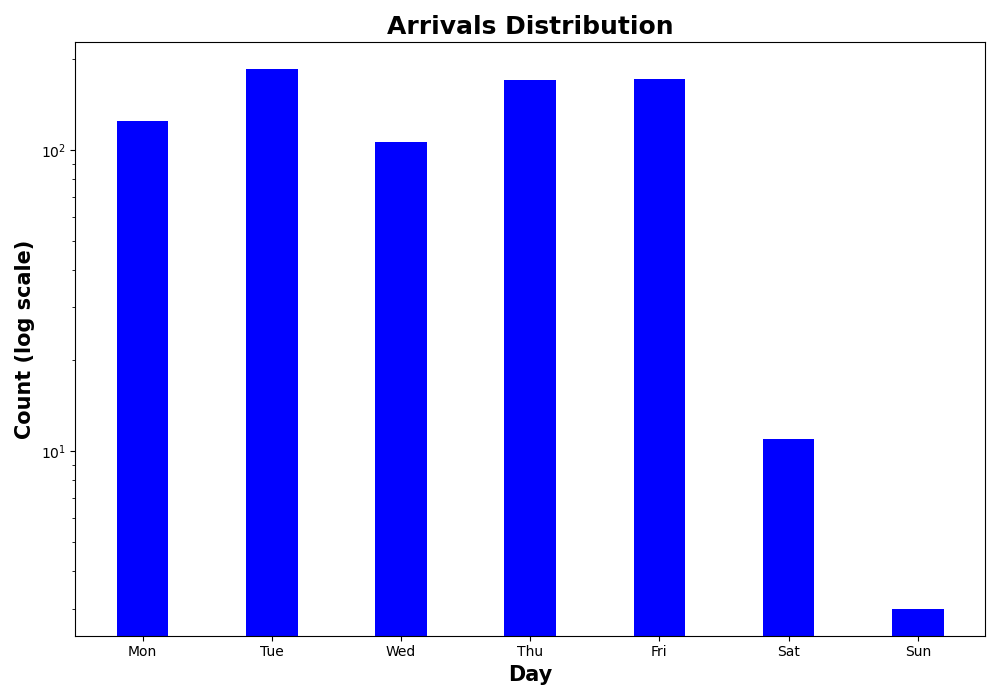 Arrivals Distribution
Count (log scale)
10²
10¹
Mon Tue Wed Thu Fri Sat Sun
Day